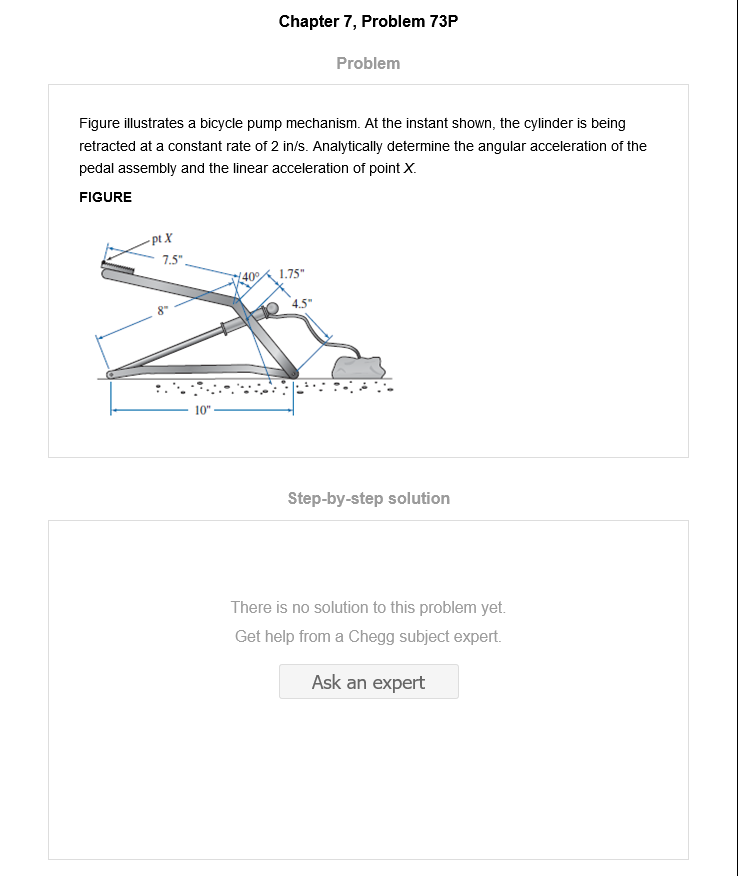 Chapter 7, Problem 73P
Problem
Figure illustrates a bicycle pump mechanism. At the instant shown, the cylinder is being
retracted at a constant rate of 2 in/s. Analytically determine the angular acceleration of the
pedal assembly and the linear acceleration of point X.
FIGURE
pt X
7.5"
40°
1.75"
8"
4.5"
10"
Step-by-step solution
There is no solution to this problem yet.
Get help from a Chegg subject expert.
Ask an expert